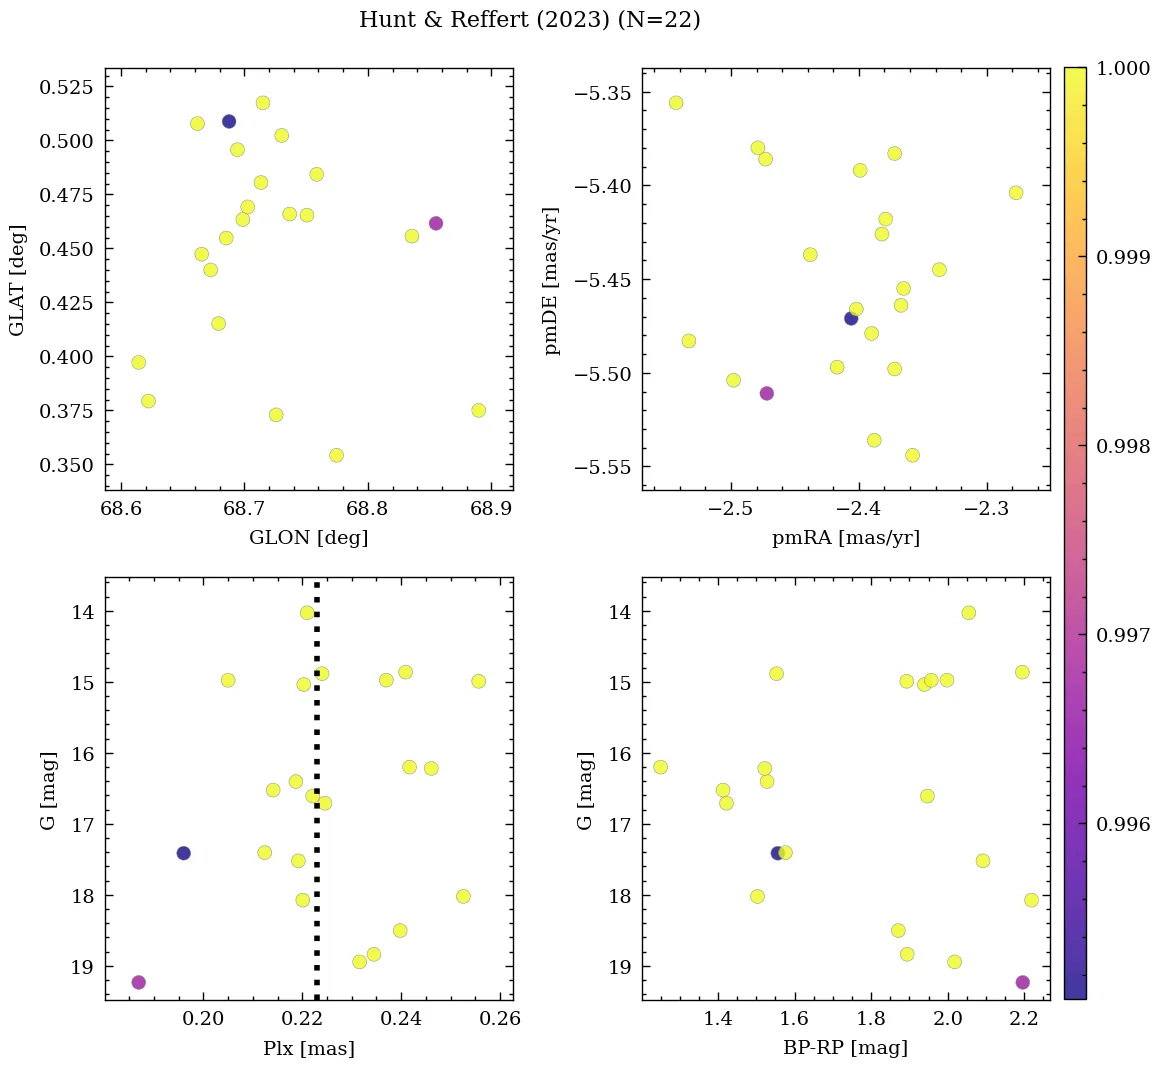 Hunt & Reffert (2023) (N=22)
0.525
0.500
0.475
0.450
0.425
0.400
0.375
0.350
GLAT [deg]
68.6 68.7 68.8 68.9
GLON [deg]
−5.35
−5.40
−5.45
−5.50
−5.55
pmDE [mas/yr]
−2.5 −2.4 −2.3
pmRA [mas/yr]
1.000
0.999
0.998
0.997
0.996
14
15
16
17
18
19
G [mag]
0.20 0.22 0.24 0.26
Plx [mas]
14
15
16
17
18
19
G [mag]
1.4 1.6 1.8 2.0 2.2
BP-RP [mag]